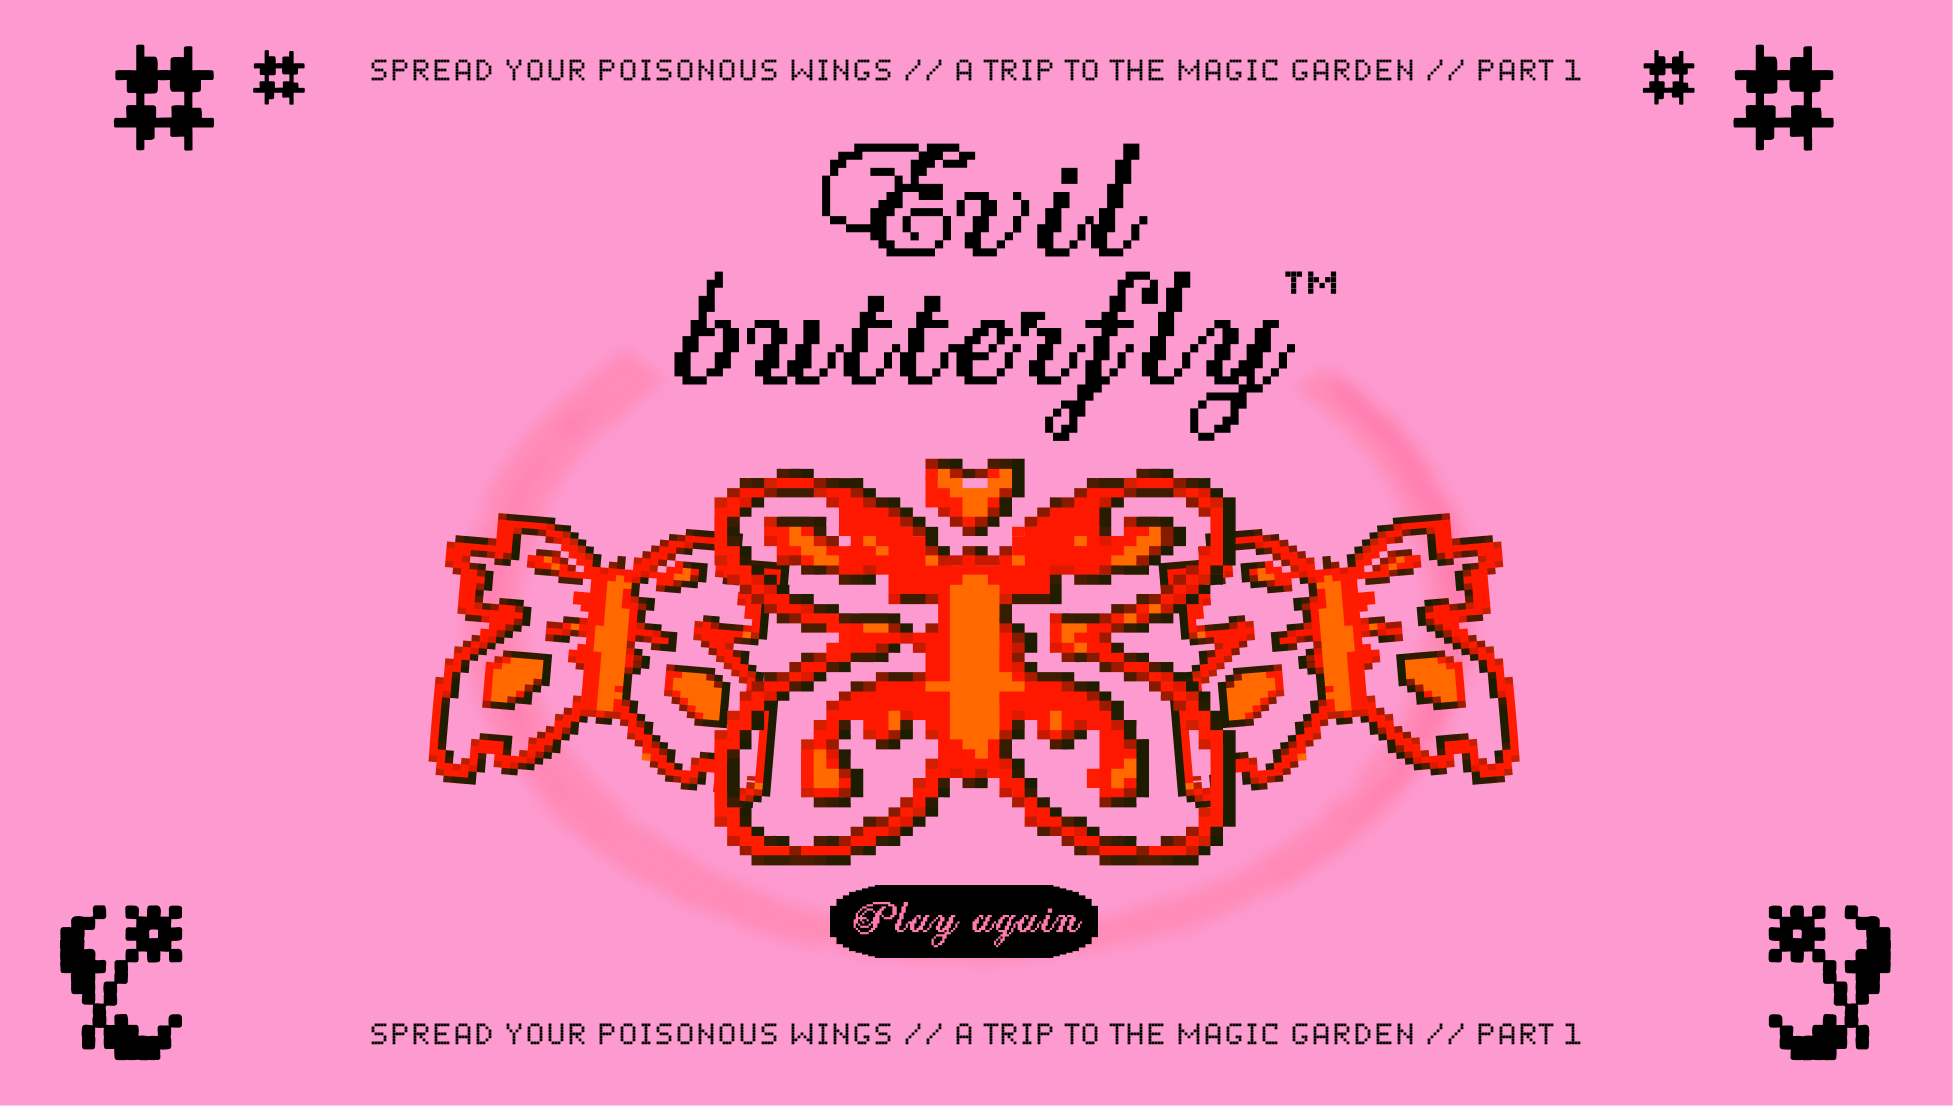 SPREAD YOUR POISONOUS WINGS // A TRIP TO THE MAGIC GARDEN // PART 1
Evil
butterfly™
Play again
SPREAD YOUR POISONOUS WINGS // A TRIP TO THE MAGIC GARDEN // PART 1